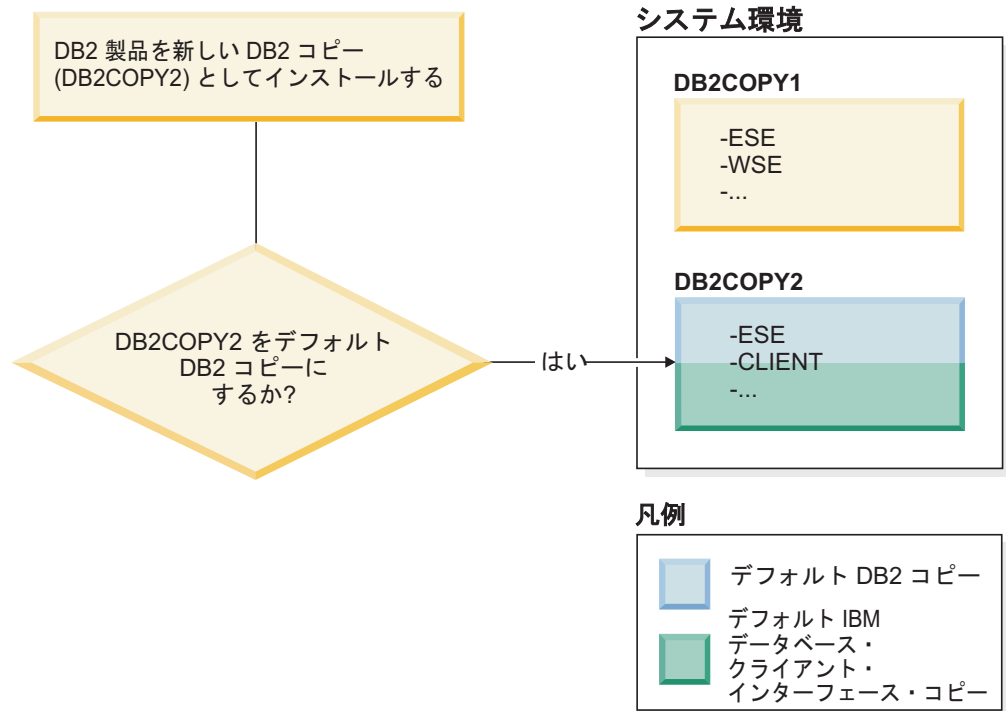 DB2 製品を新しい DB2 コピー
(DB2COPY2) としてインストールする
DB2COPY2 をデフォルト
DB2 コピーに
するか?
はい
システム環境
DB2COPY1
-ESE
-WSE
-...
DB2COPY2
-ESE
-CLIENT
-...
凡例
デフォルト DB2 コピー
デフォルト IBM
データベース・
クライアント・
インターフェース・コピー